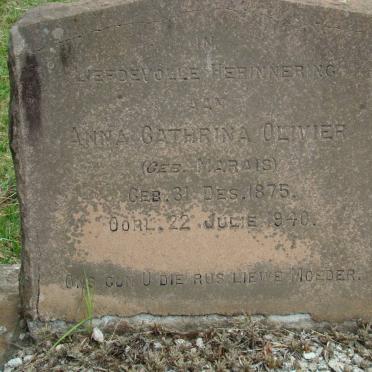 IN
LIEFDEVOLLE HERINNERING
AAN
ANNA CATHRINA OLIVIER
(GEB. MARAIS)
GEB. 31 DES. 1875.
OORL. 22 JULIE 1940.
ONS GUN U DIE RUS LIEWE MOEDER.